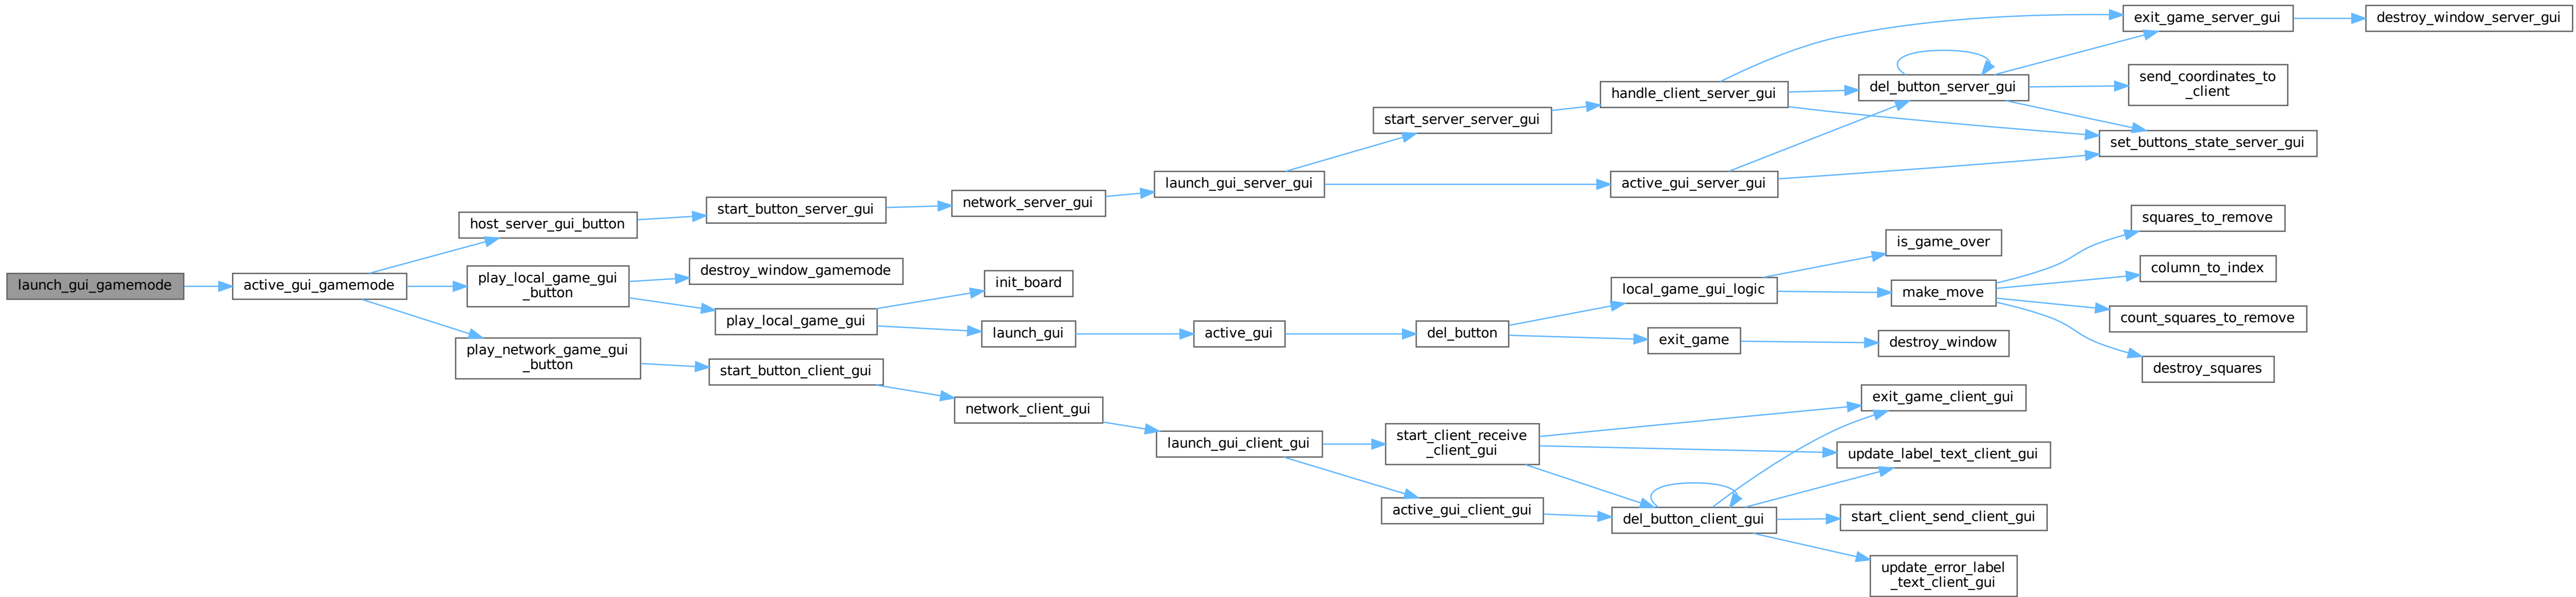 launch_gui_gamemode
active_gui_gamemode
host_server_gui_button
play_local_game_gui
_button
play_network_game_gui
_button
start_button_server_gui
destroy_window_gamemode
play_local_game_gui
start_button_client_gui
network_server_gui
init_board
launch_gui
network_client_gui
launch_gui_server_gui
active_gui
launch_gui_client_gui
start_server_server_gui
del_button
start_client_receive
_client_gui
active_gui_client_gui
handle_client_server_gui
active_gui_server_gui
local_game_gui_logic
exit_game
del_button_client_gui
del_button_server_gui
is_game_over
make_move
destroy_window
exit_game_client_gui
update_label_text_client_gui
start_client_send_client_gui
update_error_label
_text_client_gui
exit_game_server_gui
send_coordinates_to
_client
set_buttons_state_server_gui
squares_to_remove
column_to_index
count_squares_to_remove
destroy_squares
destroy_window_server_gui